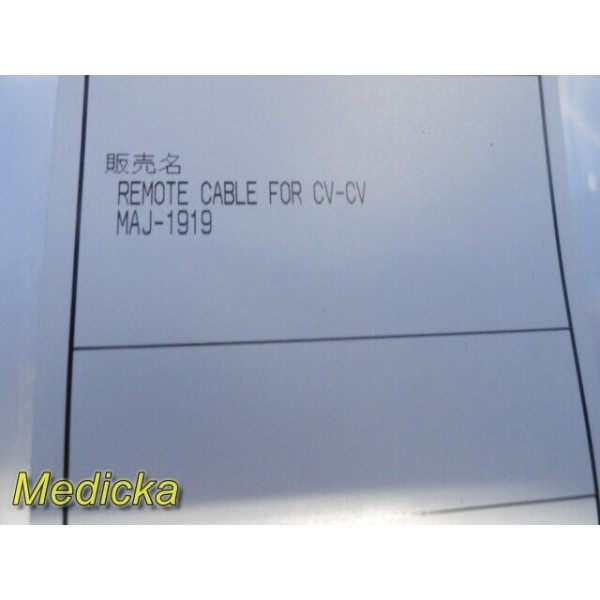 販売名
REMOTE CABLE FOR CV-CV
MAJ-1919
Medicka